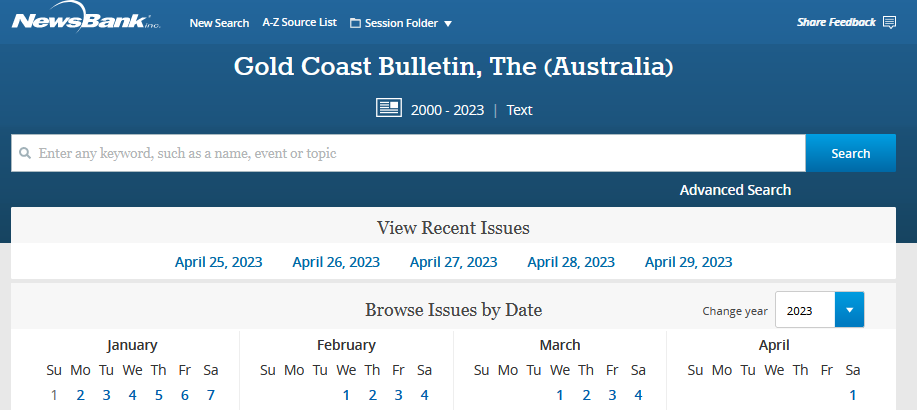 NewsBank inc. New Search A-Z Source List Session Folder Share Feedback
Gold Coast Bulletin, The (Australia)
2000 - 2023 | Text
Enter any keyword, such as a name, event or topic Search
Advanced Search
View Recent Issues
April 25, 2023 April 26, 2023 April 27, 2023 April 28, 2023 April 29, 2023
Browse Issues by Date Change year 2023
January February March April
Su Mo Tu We Th Fr Sa Su Mo Tu We Th Fr Sa Su Mo Tu We Th Fr Sa Su Mo Tu We Th Fr Sa
1 2 3 4 5 6 7 1 2 3 4 1 2 3 4 1